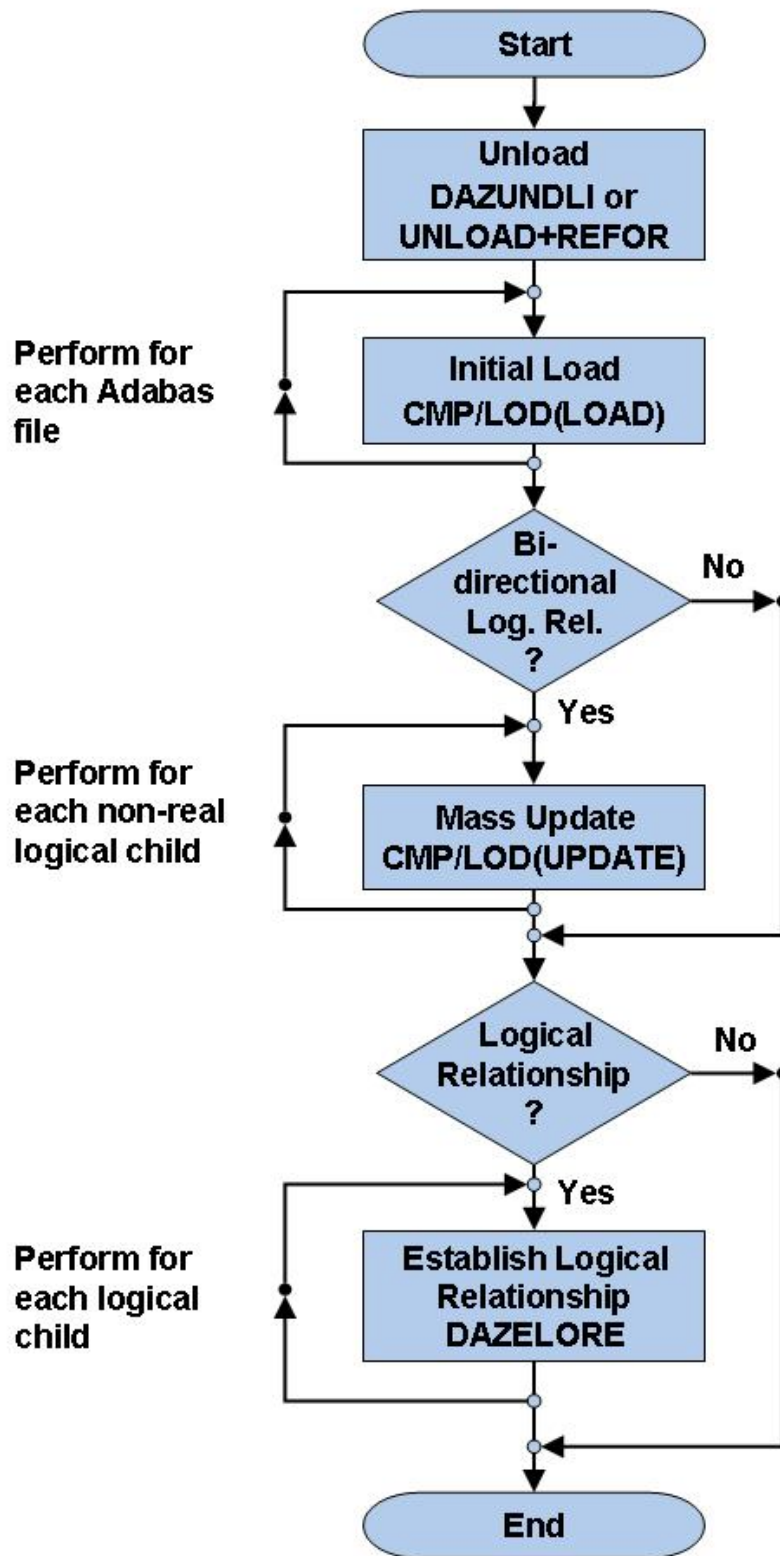 Start
Unload
DAZUNDLI or
UNLOAD+REFOR
Perform for
each Adabas
file
Initial Load
CMP/LOD(LOAD)
Bi-
directional
Log. Rel.
?
No
Yes
Perform for
each non-real
logical child
Mass Update
CMP/LOD(UPDATE)
Logical
Relationship
?
No
Yes
Perform for
each logical
child
Establish Logical
Relationship
DAZELORE
End